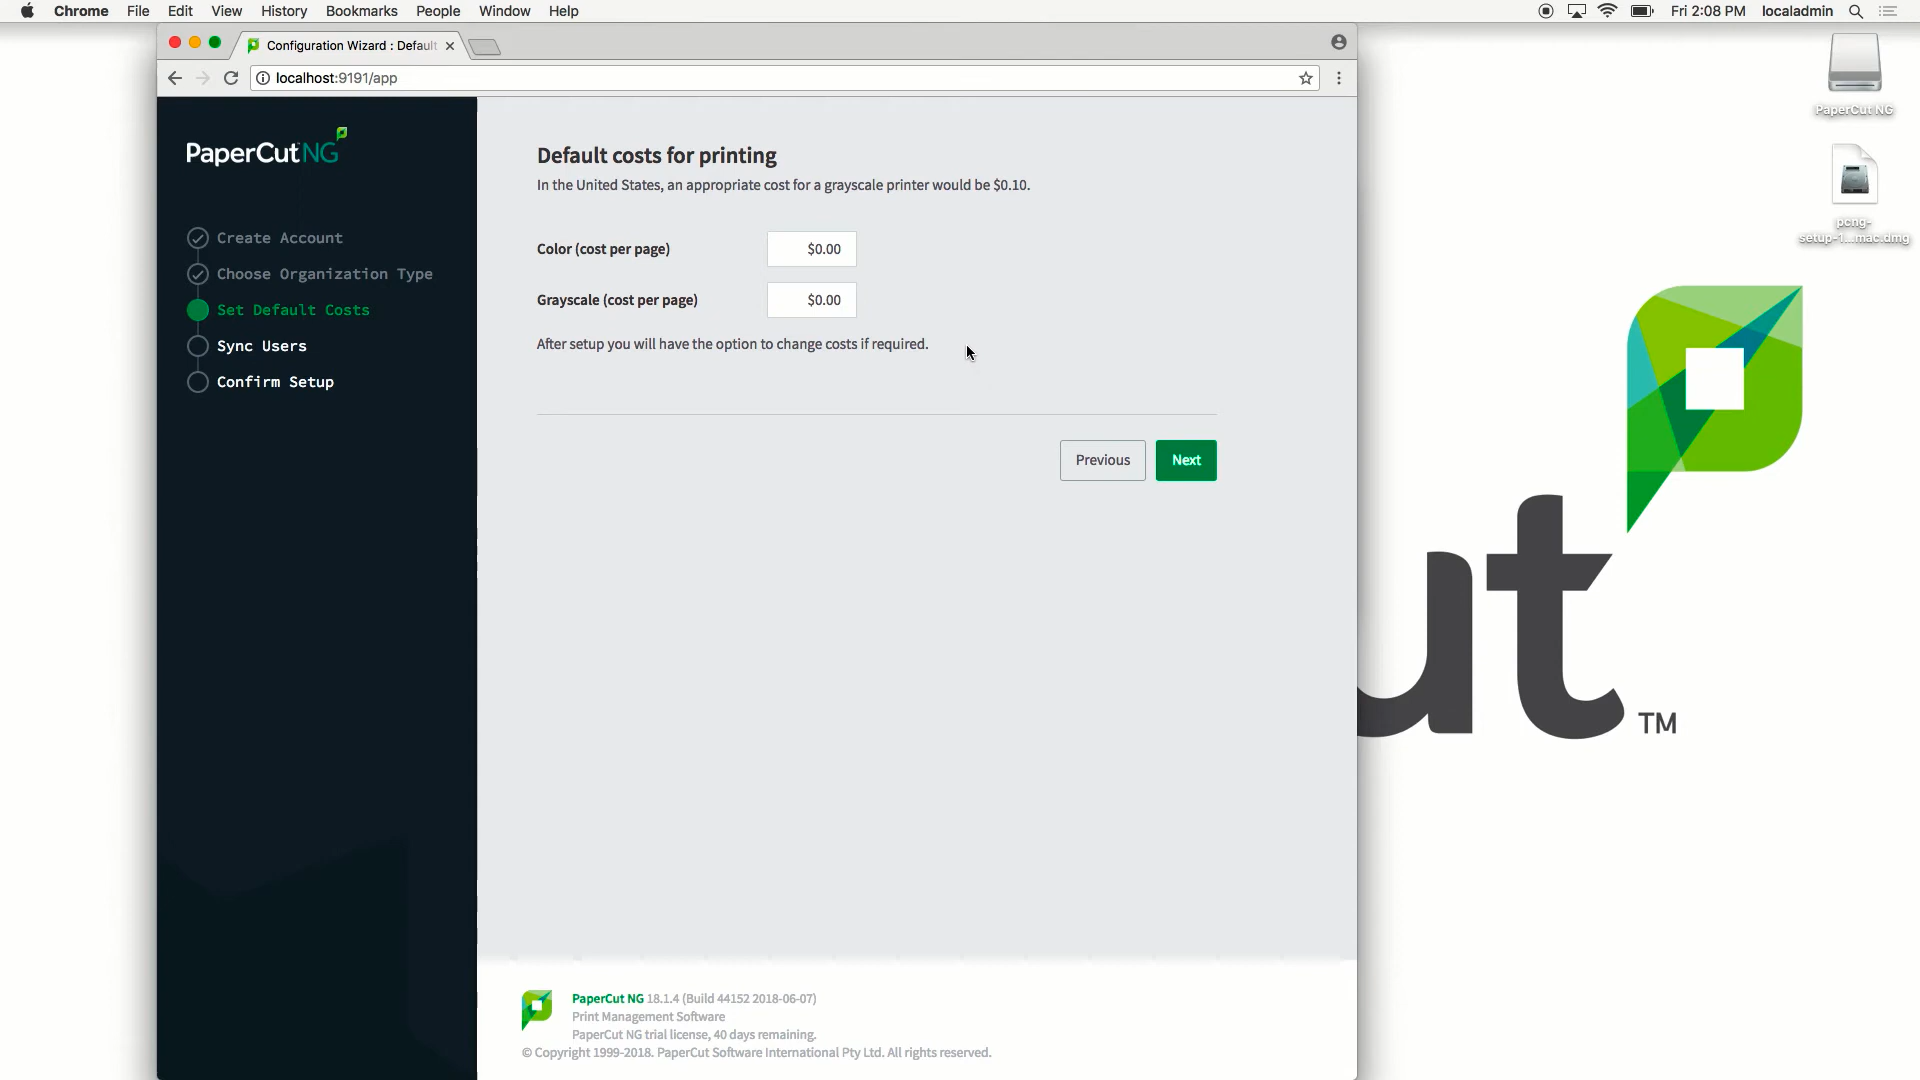 Chrome File Edit View History Bookmarks People Window Help
Fri 2:08 PM localadmin
Configuration Wizard : Default
localhost:9191/app
PaperCut NG
Create Account
Choose Organization Type
Set Default Costs
Sync Users
Confirm Setup
Default costs for printing
In the United States, an appropriate cost for a grayscale printer would be $0.10.
Color (cost per page) $0.00
Grayscale (cost per page) $0.00
After setup you will have the option to change costs if required.
Previous Next
PaperCut NG 18.1.4 (Build 44152 2018-06-07)
Print Management Software
PaperCut NG trial license, 40 days remaining.
© Copyright 1999-2018. PaperCut Software International Pty Ltd. All rights reserved.
PaperCut NG
pcng-
setup-1...mac.dmg
ut TM